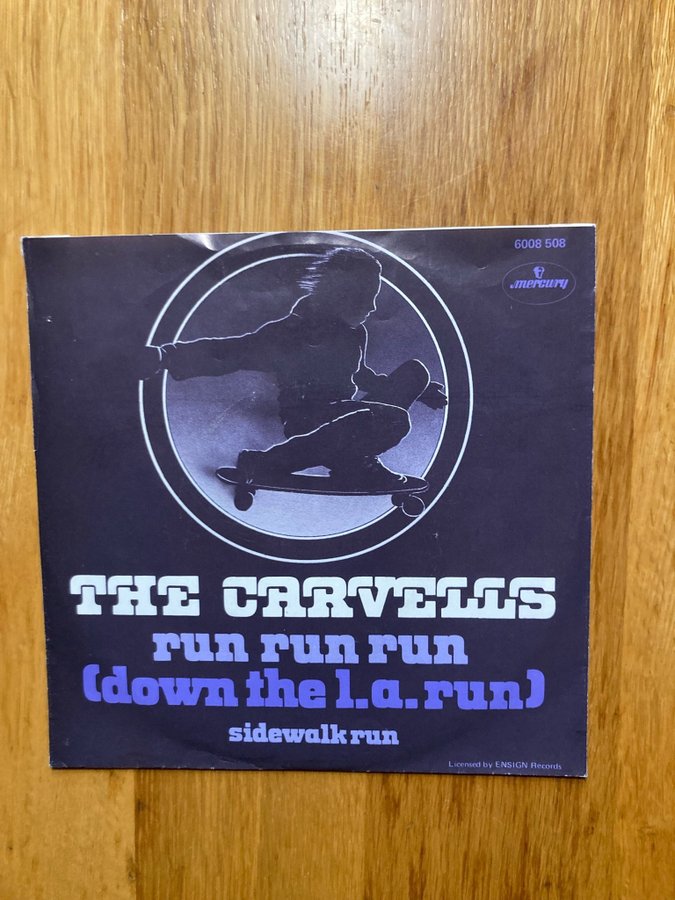 6008 508
mercury
THE CARVELLS
run run run
(down the l.a. run)
sidewalk run
Licensed by ENSIGN Records